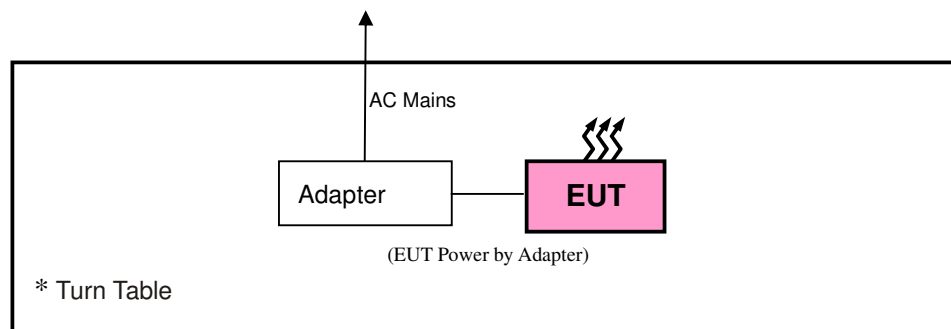 AC Mains
Adapter
EUT
(EUT Power by Adapter)
* Turn Table